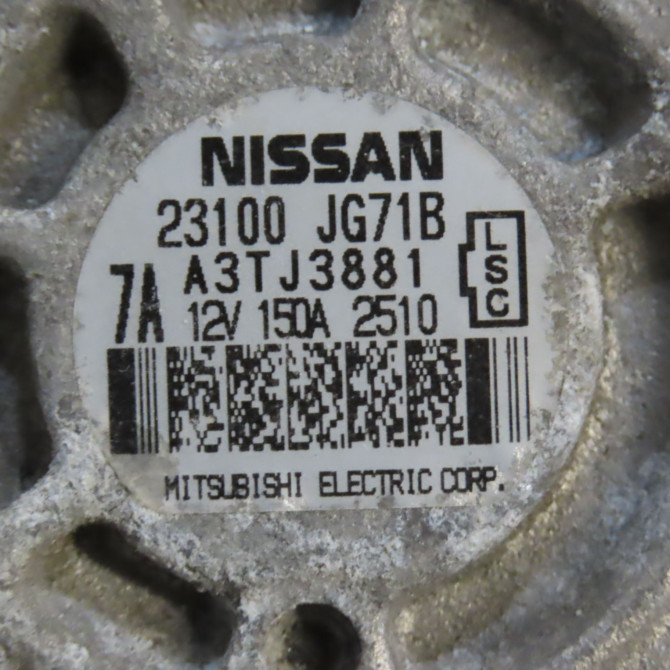 NISSAN
23100 JG71B
A3TJ3881
7A 12V 150A 2510
LSC
MITSUBISHI ELECTRIC CORP.